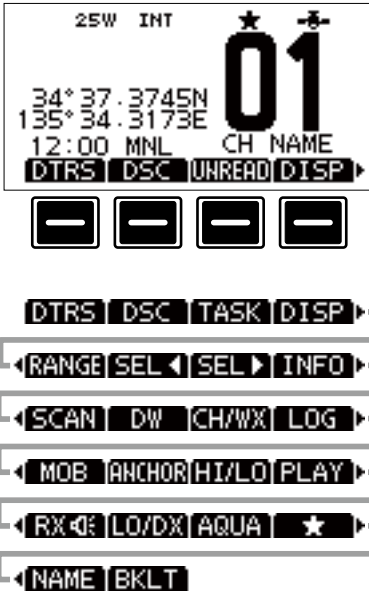 25W INT ★
34°37.3745N
135°34.3173E
12:00 MNL
01
CH NAME
DTRS DSC UNREAD DISP ▶
DTRS DSC TASK DISP ▶
◀ RANGE SEL ◀ SEL ▶ INFO ▶
◀ SCAN DW CH/WX LOG ▶
◀ MOB ANCHOR HI/LO PLAY ▶
◀ RX LO/DX AQUA ★ ▶
◀ NAME BKLT